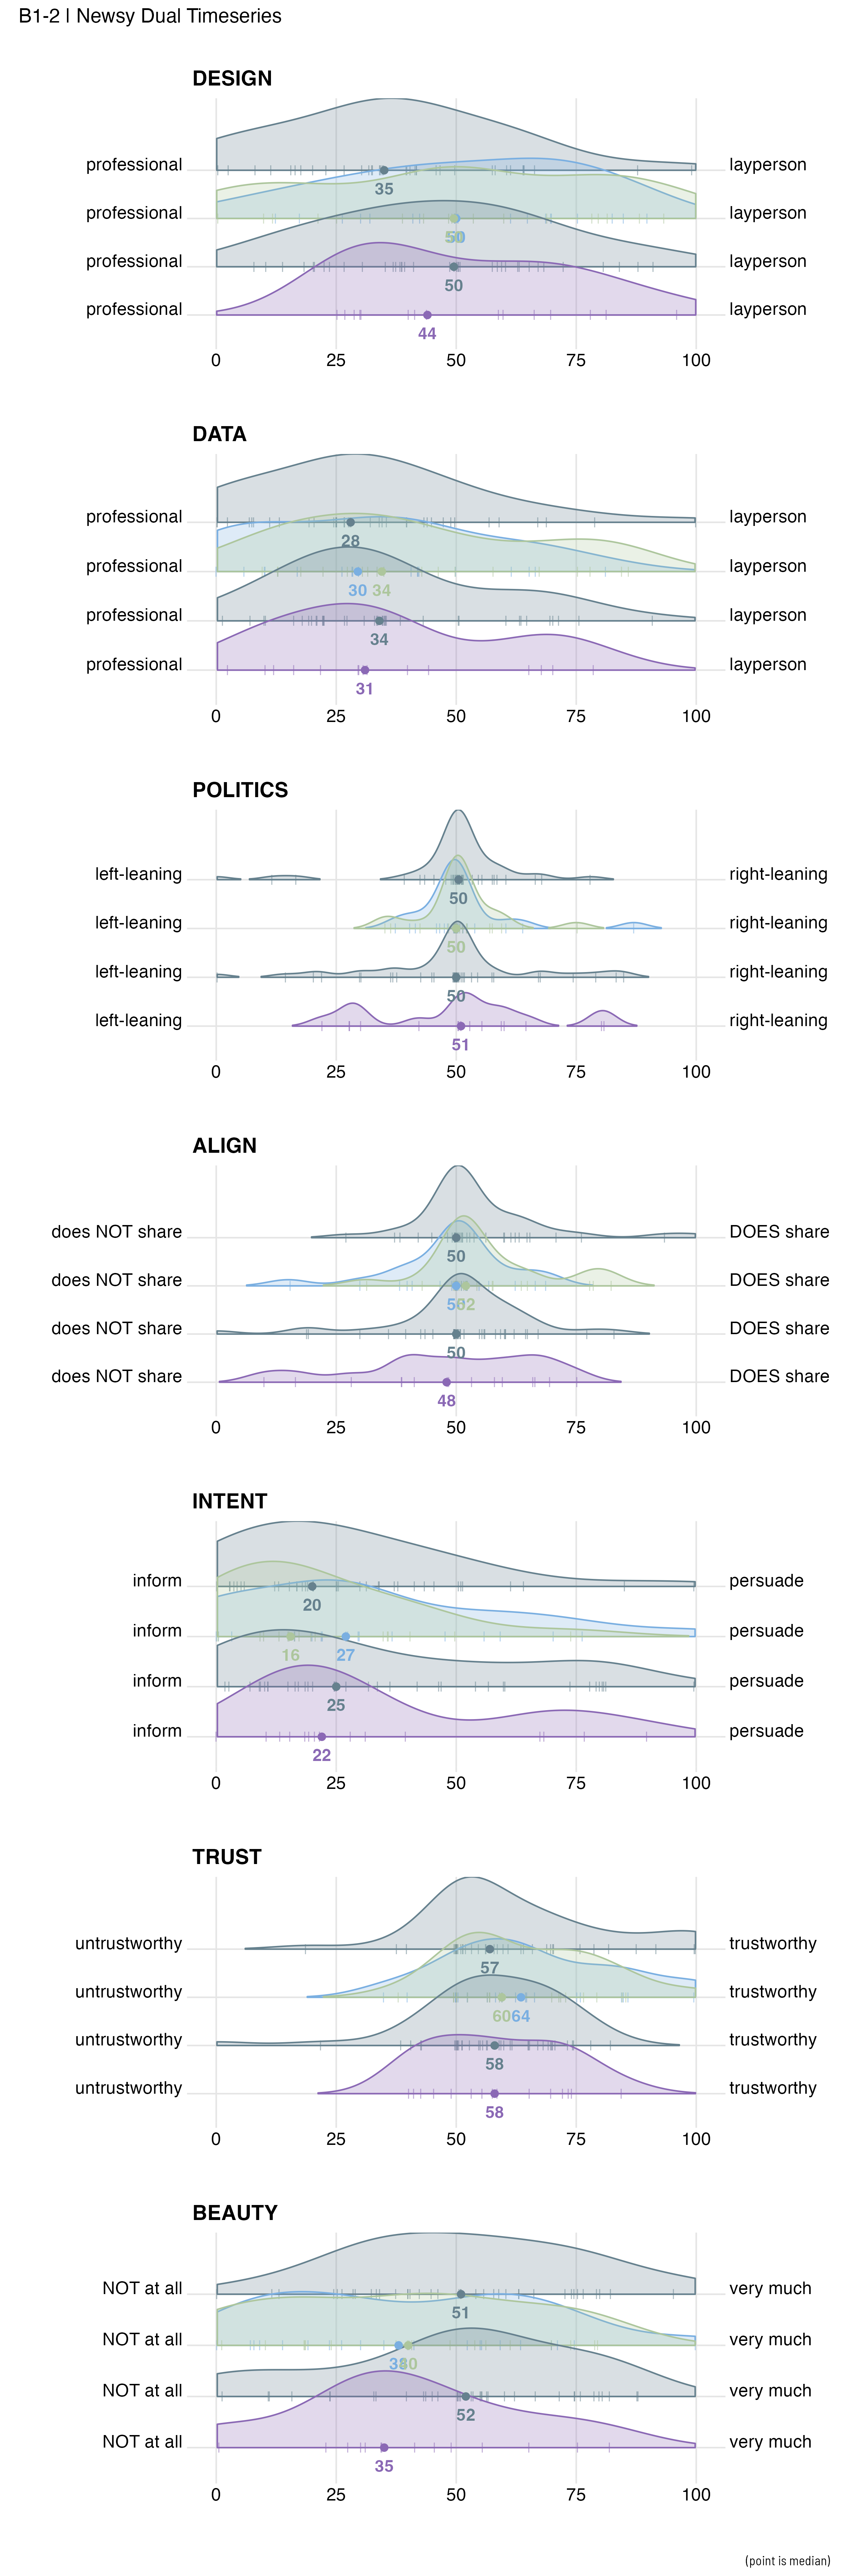 B1-2 | Newsy Dual Timeseries
DESIGN
professional layperson
35
professional layperson
50
professional layperson
50
professional layperson
44
0 25 50 75 100
DATA
professional layperson
28
professional layperson
30 34
professional layperson
34
professional layperson
31
0 25 50 75 100
POLITICS
left-leaning right-leaning
50
left-leaning right-leaning
50
left-leaning right-leaning
50
left-leaning right-leaning
51
0 25 50 75 100
ALIGN
does NOT share DOES share
50
does NOT share DOES share
does NOT share DOES share
50
does NOT share DOES share
48
0 25 50 75 100
INTENT
inform persuade
20
inform persuade
16 27
inform persuade
25
inform persuade
22
0 25 50 75 100
TRUST
untrustworthy trustworthy
57
untrustworthy trustworthy
60 64
untrustworthy trustworthy
58
untrustworthy trustworthy
58
0 25 50 75 100
BEAUTY
NOT at all very much
51
NOT at all very much
NOT at all very much
52
NOT at all very much
35
0 25 50 75 100
(point is median)